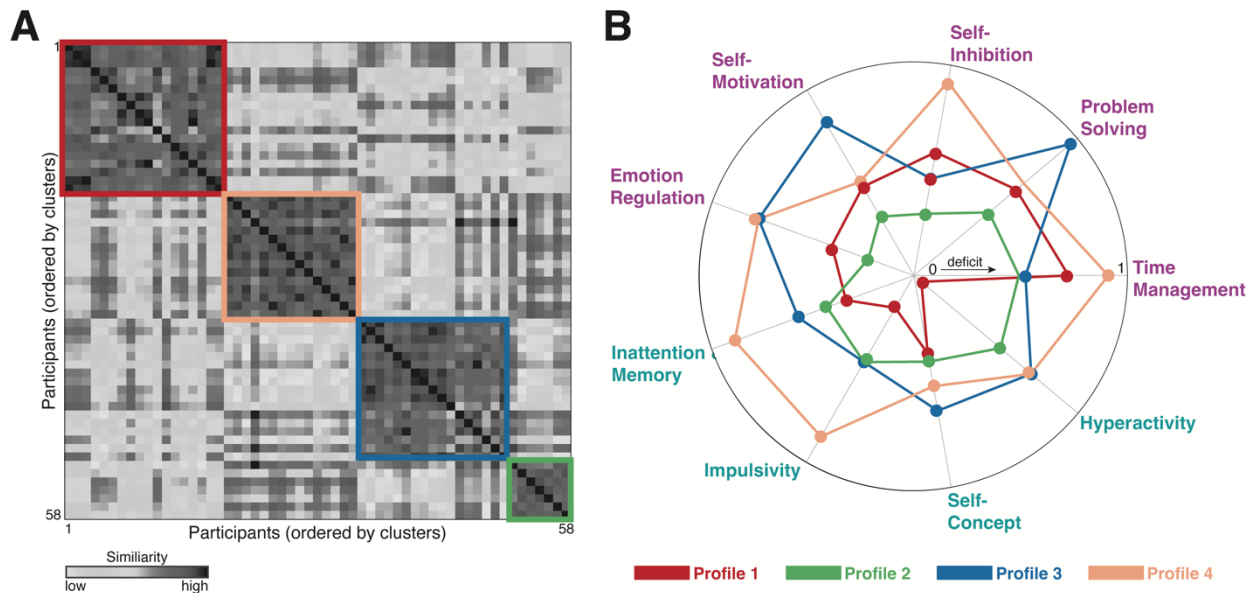 A
1
58
Participants (ordered by clusters)
1
58
Participants (ordered by clusters)
Similiarity
low
high
B
Self-
Inhibition
Self-
Motivation
Problem
Solving
Emotion
Regulation
0
deficit
1
Time
Management
Inattention
Memory
Hyperactivity
Impulsivity
Self-
Concept
Profile 1
Profile 2
Profile 3
Profile 4